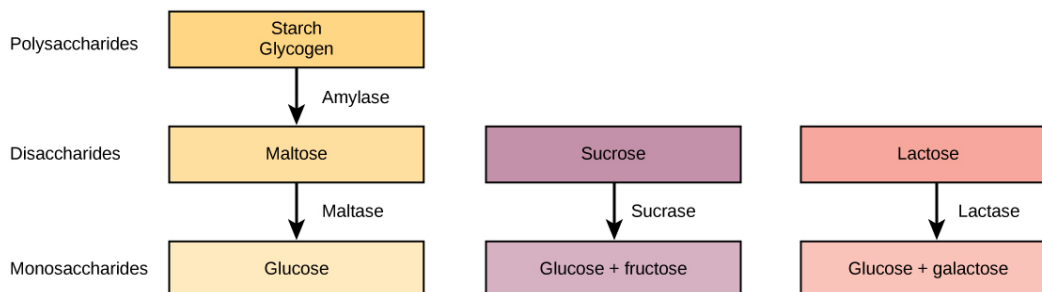 Polysaccharides
Starch
Glycogen
Amylase
Disaccharides
Maltose
Sucrose
Lactose
Maltase
Sucrase
Lactase
Monosaccharides
Glucose
Glucose + fructose
Glucose + galactose